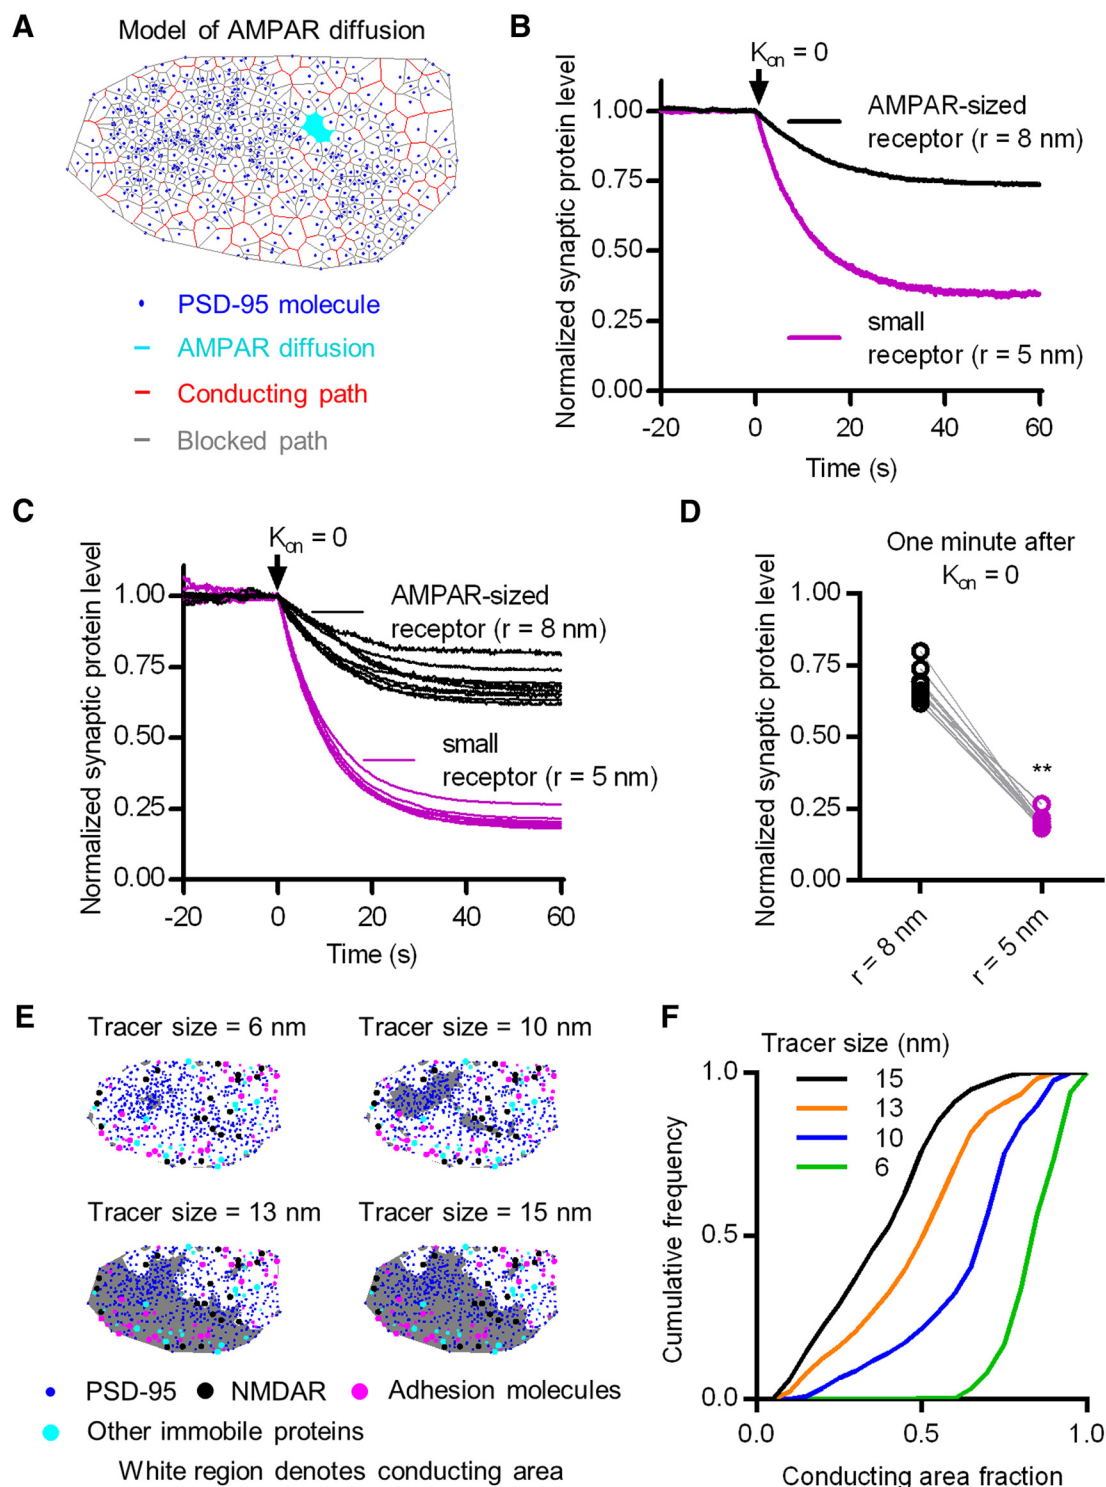 A
Model of AMPAR diffusion
PSD-95 molecule
AMPAR diffusion
Conducting path
Blocked path
B
Kon = 0
Normalized synaptic protein level
1.00
0.75
0.50
0.25
0.00
AMPAR-sized
receptor (r = 8 nm)
small
receptor (r = 5 nm)
-20 0 20 40 60
Time (s)
C
Kon = 0
Normalized synaptic protein level
1.00
0.75
0.50
0.25
0.00
AMPAR-sized
receptor (r = 8 nm)
small
receptor (r = 5 nm)
-20 0 20 40 60
Time (s)
D
One minute after
Kon = 0
Normalized synaptic protein level
1.00
0.75
0.50
0.25
0.00
**
r = 8 nm
r = 5 nm
E
Tracer size = 6 nm
Tracer size = 10 nm
Tracer size = 13 nm
Tracer size = 15 nm
PSD-95 NMDAR Adhesion molecules
Other immobile proteins
White region denotes conducting area
F
Tracer size (nm)
15
13
10
6
Cumulative frequency
1.0
0.5
0.0
0.0 0.5 1.0
Conducting area fraction